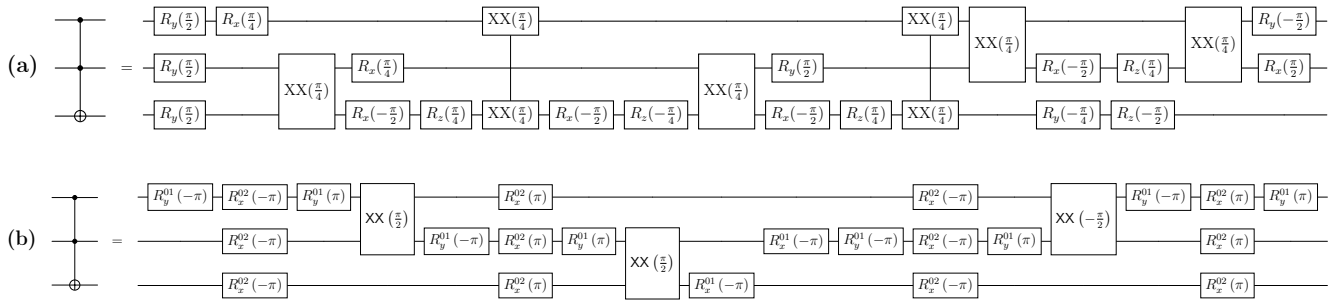 R_y(π/2) R_x(π/4) XX(π/4) XX(π/4) R_y(−π/2)
(a) = R_y(π/2) XX(π/4) R_x(π/4) XX(π/4) R_y(π/2) XX(π/4) R_x(−π/2) R_z(π/4) XX(π/4) R_x(π/2)
R_y(π/2) R_x(−π/2) R_z(π/4) XX(π/4) R_x(−π/2) R_z(−π/4) R_x(−π/2) R_z(π/4) XX(π/4) R_y(−π/4) R_z(−π/2)
R_y^{01}(−π) R_x^{02}(−π) R_y^{01}(π) XX(π/2) R_x^{02}(π) R_x^{02}(−π) XX(−π/2) R_y^{01}(−π) R_x^{02}(π) R_y^{01}(π)
(b) = R_x^{02}(−π) R_y^{01}(−π) R_x^{02}(π) R_y^{01}(π) XX(π/2) R_x^{01}(−π) R_y^{01}(−π) R_x^{02}(−π) R_y^{01}(π) R_x^{02}(π)
R_x^{02}(−π) R_x^{02}(π) R_x^{01}(−π) R_x^{02}(−π) R_x^{02}(π)